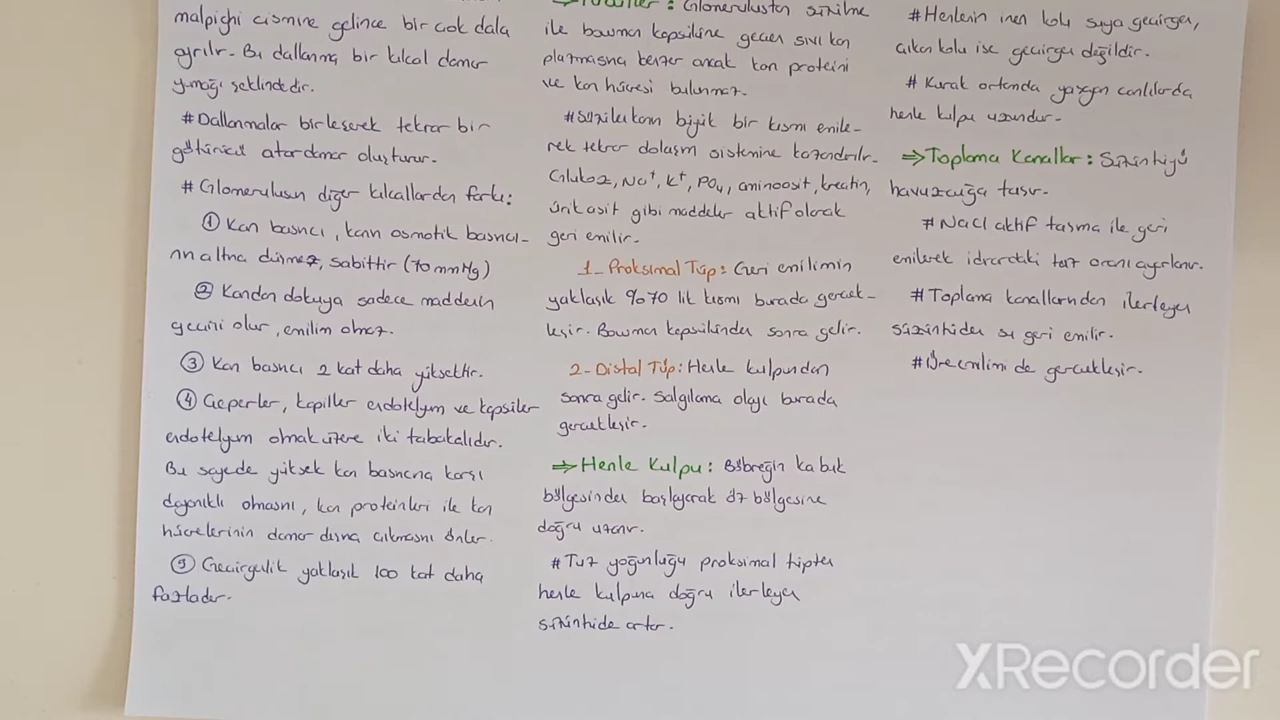 malpighi cismine gelince bir çok dala
ayrılır. Bu dallanma bir kılcal damar
yumağı şeklindedir.
#Dallanmalar birleşerek tekrar bir
götürücü atardamar oluşturur.
# Glomerulusun diğer kılcallardan farkı:
① Kan basıncı, kanın osmotik basıncı-
nın altına düşmez, sabittir (70 mmHg)
② Kandan dokuya sadece maddenin
geçişi olur, emilim olmaz.
③ Kan basıncı 2 kat daha yüksektir.
④ Çeperler, kapiller endotelyum ve kapsüler
endotelyum olmak üzere iki tabakalıdır.
Bu sayede yüksek kan basıncına karşı
dayanıklı olmasını, kan proteinleri ile kan
hücrelerinin damar dışına çıkmasını önler.
⑤ Geçirgenlik yaklaşık 100 kat daha
fazladır.
: Glomerulustan süzülme
ile bowman kapsülüne geçen sıvı kan
plazmasına benzer ancak kan proteini
ve kan hücresi bulunmaz.
#Süzülen kanın büyük bir kısmı emile-
rek tekrar dolaşım sistemine kazandırılır.
Glukoz, Na⁺, K⁺, PO₄, aminoasit, kreatin,
ürik asit gibi maddeler aktif olarak
geri emilir.
1- Proksimal Tüp: Geri emilimin
yaklaşık %70 lik kısmı burada gerçek-
leşir. Bowman kapsülünden sonra gelir.
2- Distal Tüp: Henle kulpundan
sonra gelir. Salgılama olayı burada
gerçekleşir.
⇒ Henle Kulpu: Böbreğin kabuk
bölgesinden başlayarak öz bölgesine
doğru uzanır.
#Tuz yoğunluğu proksimal tüpten
henle kulpuna doğru ilerleyen
süzüntüde artar.
#Henlenin inen kolu suya geçirgen,
çıkan kolu ise geçirgen değildir.
# Kurak ortamda yaşayan canlılarda
henle kulpu uzundur.
⇒ Toplama Kanalları: Süzüntüyü
havuzcuğa taşır.
#NaCl aktif taşıma ile geri
emilerek idrardaki tuz oranı ayarlanır.
#Toplama kanallarından ilerleyen
süzüntüden su geri emilir.
#Üre emilimi de gerçekleşir.
XRecorder